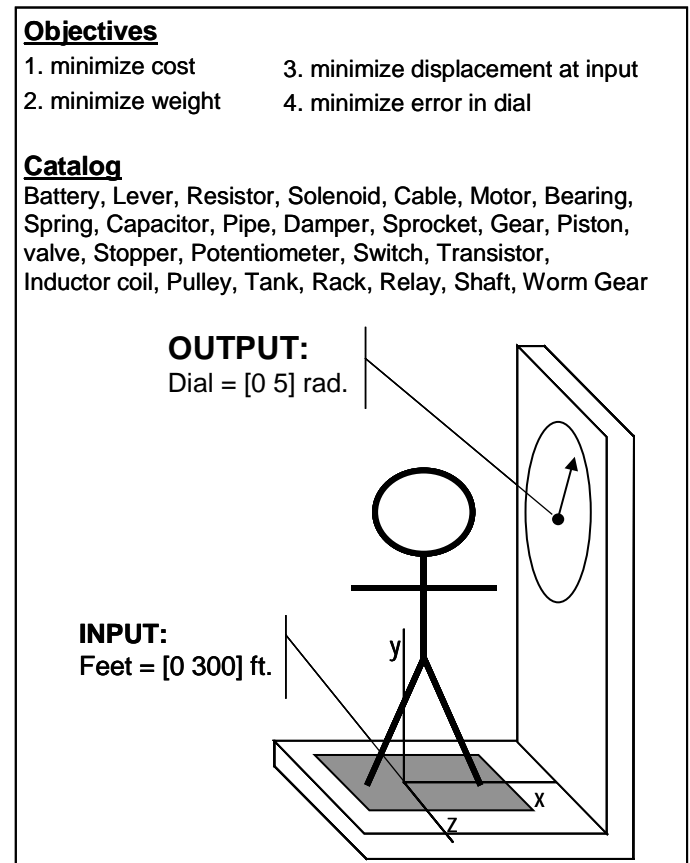 Objectives
1. minimize cost
2. minimize weight
3. minimize displacement at input
4. minimize error in dial
Catalog
Battery, Lever, Resistor, Solenoid, Cable, Motor, Bearing,
Spring, Capacitor, Pipe, Damper, Sprocket, Gear, Piston,
valve, Stopper, Potentiometer, Switch, Transistor,
Inductor coil, Pulley, Tank, Rack, Relay, Shaft, Worm Gear
OUTPUT:
Dial = [0 5] rad.
INPUT:
Feet = [0 300] ft.
y
x
z